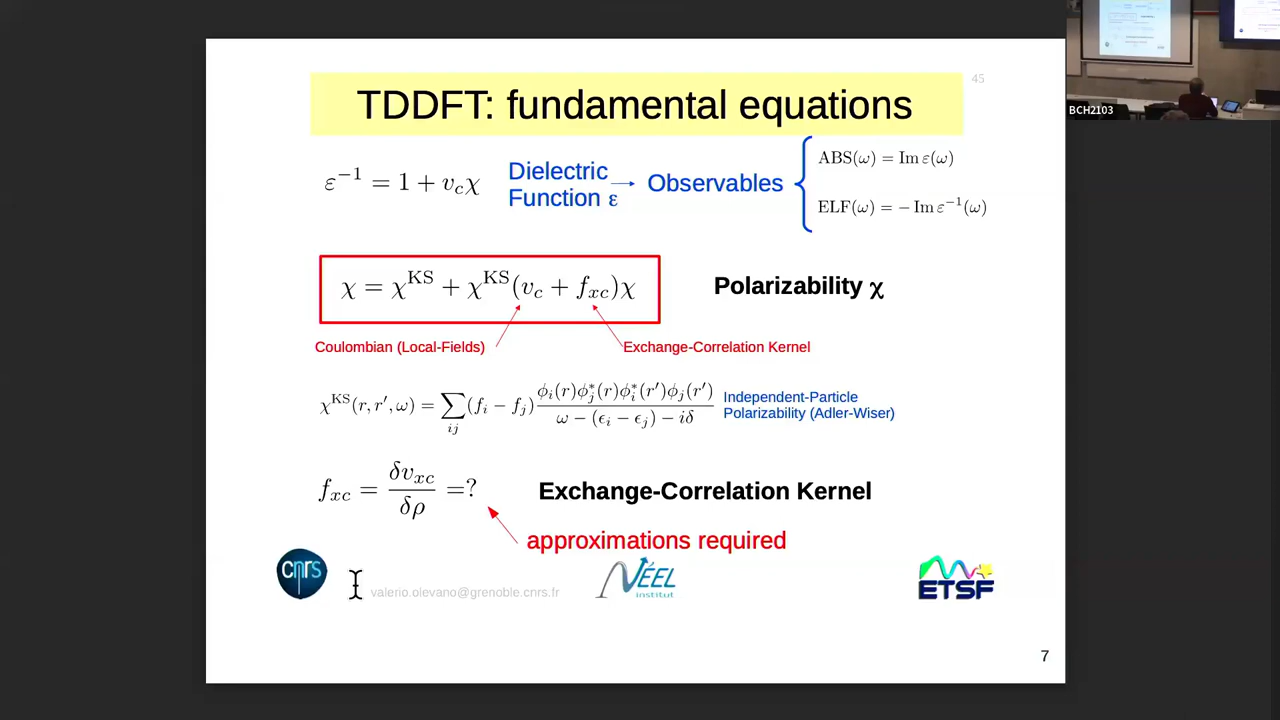 45
TDDFT: fundamental equations
BCH2103
ε⁻¹ = 1 + v_cχ
Dielectric
Function ε
Observables
ABS(ω) = Im ε(ω)
ELF(ω) = − Im ε⁻¹(ω)
χ = χ^KS + χ^KS(v_c + f_xc)χ
Polarizability χ
Coulombian (Local-Fields)
Exchange-Correlation Kernel
χ^KS(r, r′, ω) = ∑_ij (f_i − f_j) ϕ_i(r)ϕ_j*(r)ϕ_i*(r′)ϕ_j(r′) / ω − (ϵ_i − ϵ_j) − iδ
Independent-Particle
Polarizability (Adler-Wiser)
f_xc = δv_xc / δρ =?
Exchange-Correlation Kernel
approximations required
cnrs
valerio.olevano@grenoble.cnrs.fr
NÉEL
institut
ETSF
7